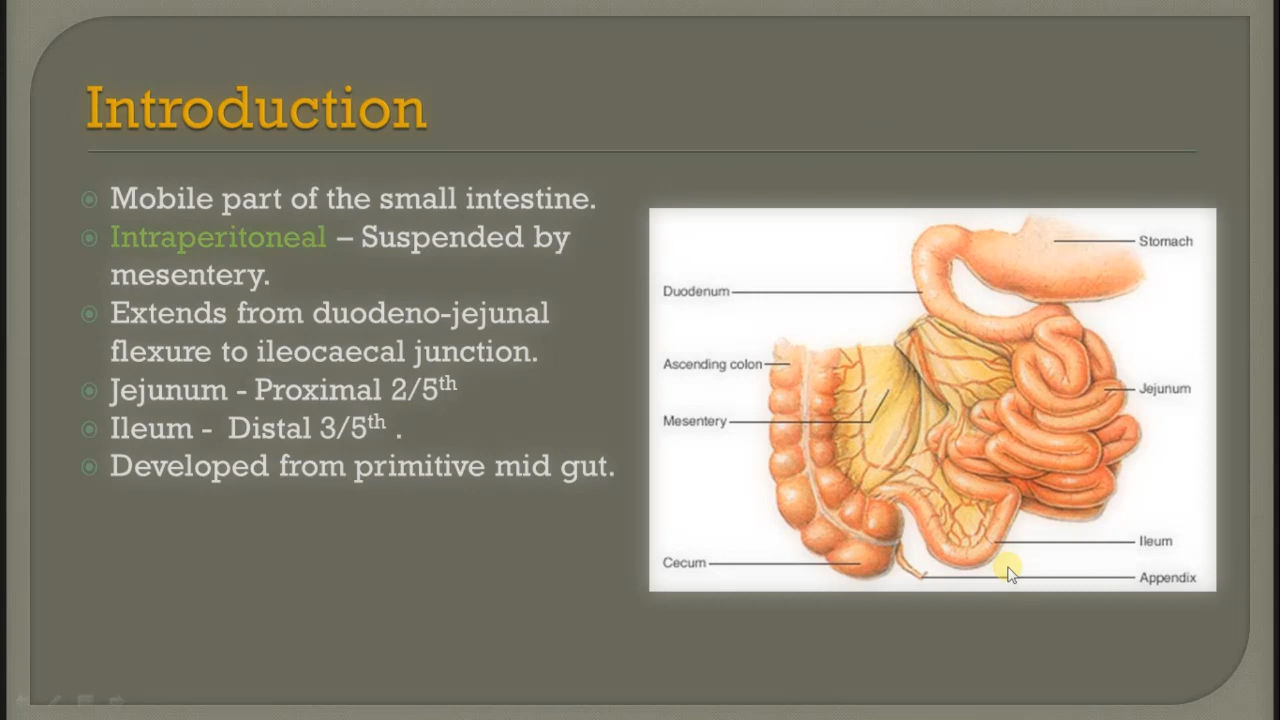 Introduction
Mobile part of the small intestine.
Intraperitoneal – Suspended by
mesentery.
Extends from duodeno-jejunal
flexure to ileocaecal junction.
Jejunum - Proximal 2/5th
Ileum - Distal 3/5th .
Developed from primitive mid gut.
Stomach
Duodenum
Ascending colon
Jejunum
Mesentery
Ileum
Cecum
Appendix